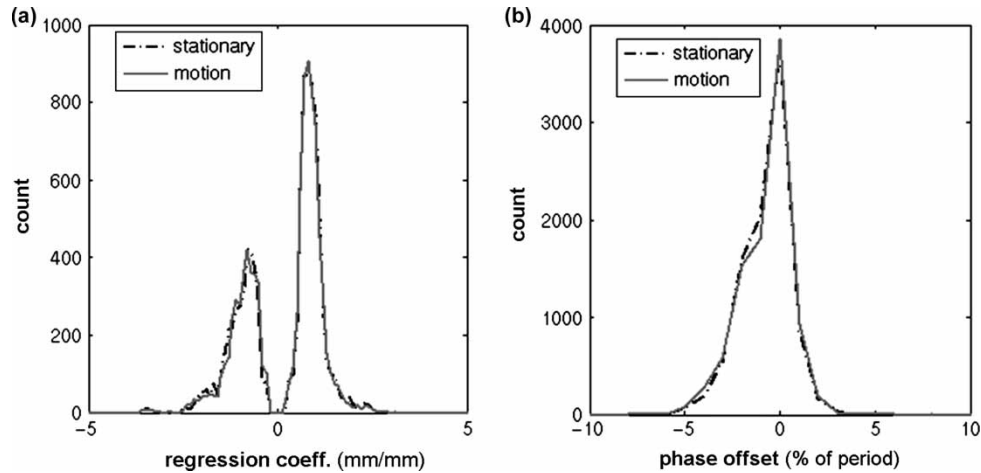 (a)
1000
800
600
400
200
0
count
stationary
motion
-5
0
5
regression coeff. (mm/mm)
(b)
4000
3000
2000
1000
0
count
stationary
motion
-10
-5
0
5
10
phase offset (% of period)